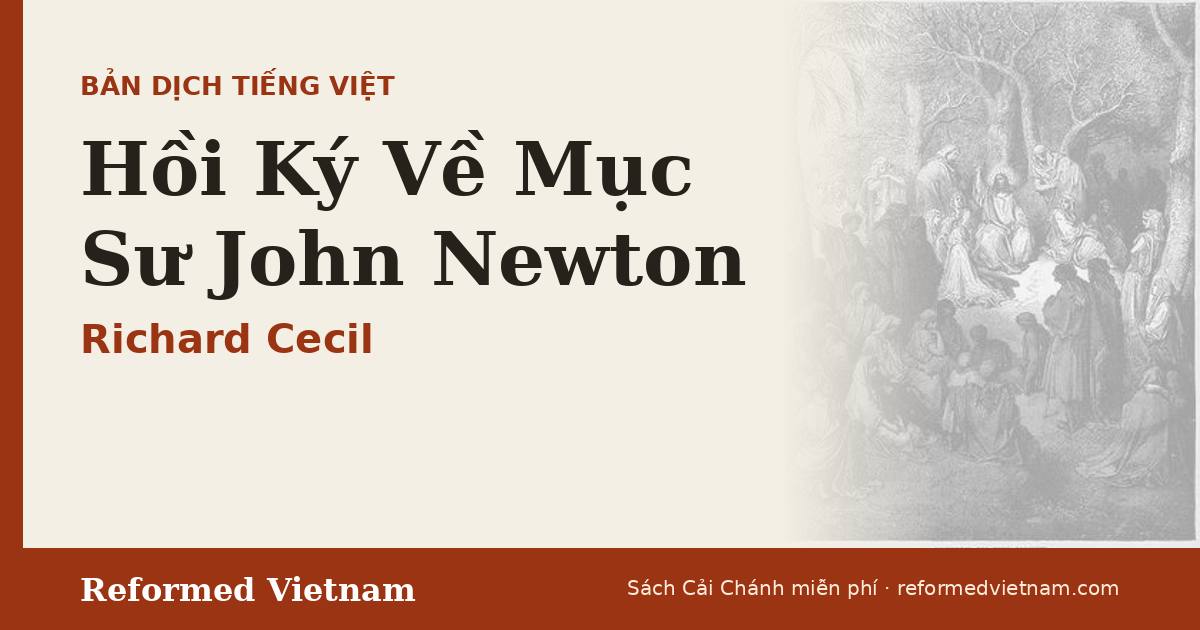 BẢN DỊCH TIẾNG VIỆT
Hồi Ký Về Mục
Sư John Newton
Richard Cecil
Reformed Vietnam
Sách Cải Chánh miễn phí · reformedvietnam.com